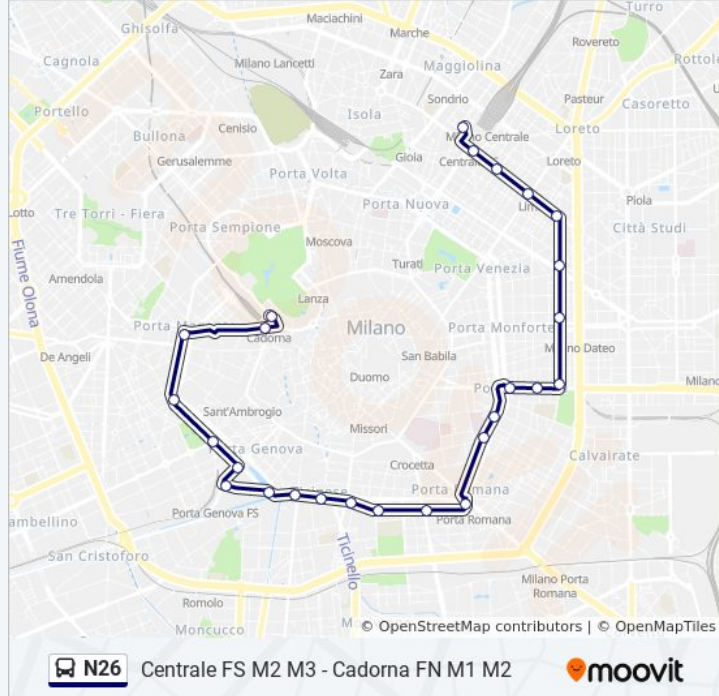 Maciachini
Turro
Ghisolfa
Marche
Rovereto
Cagnola
Milano Lancetti
Zara
Maggiolina
Sondrio
Pasteur
Casoretto
Portello
Isola
Cenisio
Loreto
Bullona
Centrale
Gerusalemme
Gioia
Loreto
Porta Volta
Piola
Lotto
Tre Torri - Fiera
Porta Nuova
Città Studi
Porta Sempione
Moscova
Fiume Olona
Turati
Porta Venezia
Amendola
Lanza
Milano
Porta Monforte
Cadorna
De Angeli
San Babila
Milano Dateo
Duomo
Milano
Sant'Ambrogio
Missori
Porta Genova
Calvairate
Crocetta
Porta Romana
Porta Genova FS
Porta Romana
San Cristoforo
Ticinello
Milano Porta
Romana
Romolo
Moncucco
© OpenStreetMap contributors | © OpenMapTiles
N26 Centrale FS M2 M3 - Cadorna FN M1 M2
moovit